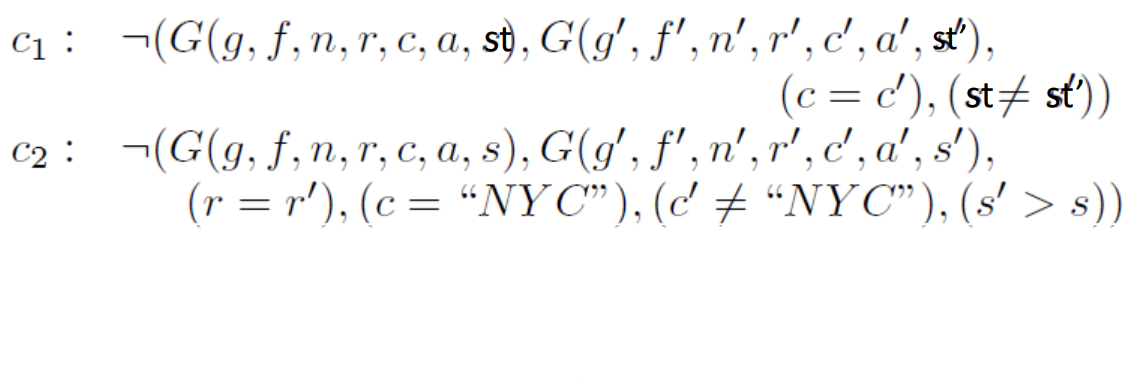 c₁ : ¬(G(g, f, n, r, c, a, st), G(g′, f′, n′, r′, c′, a′, st′),
(c = c′), (st ≠ st′))
c₂ : ¬(G(g, f, n, r, c, a, s), G(g′, f′, n′, r′, c′, a′, s′),
(r = r′), (c = “NYC”), (c′ ≠ “NYC”), (s′ > s))